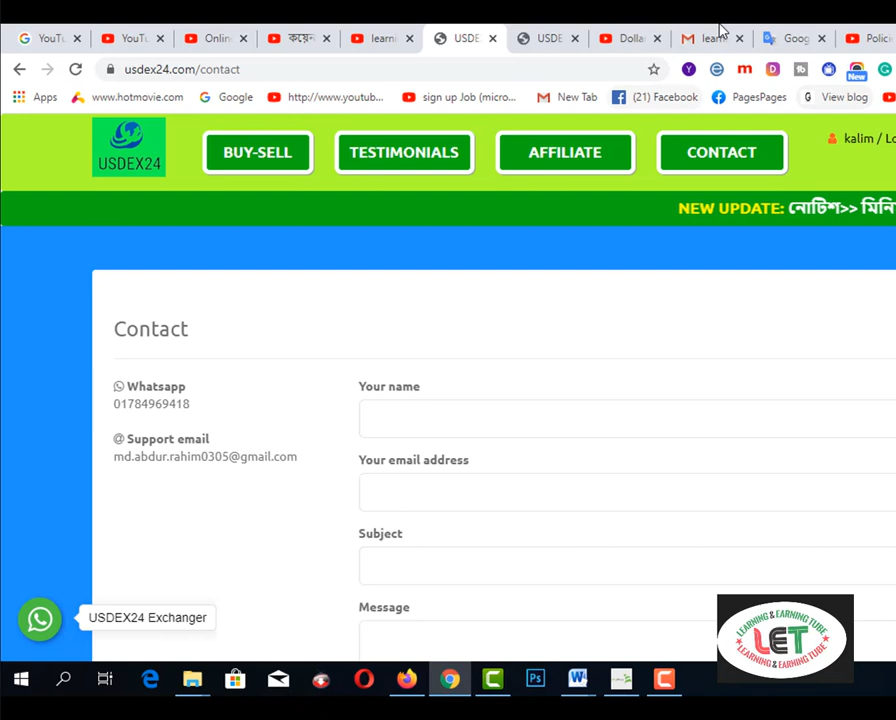 YouTu
YouTu
Onlin
কয়েন
learni
USDE
USDE
Dolla
learn
Goog
Polici
usdex24.com/contact
New
Apps
www.hotmovie.com
Google
http://www.youtub...
sign up Job (micro...
New Tab
(21) Facebook
PagesPages
View blog
USDEX24
BUY-SELL
TESTIMONIALS
AFFILIATE
CONTACT
kalim / Lo
NEW UPDATE: নোটিশ>> মিনি
Contact
Whatsapp
01784969418
Support email
md.abdur.rahim0305@gmail.com
Your name
Your email address
Subject
Message
USDEX24 Exchanger
LEARNING & EARNING TUBE
LET
LEARNING & EARNING TUBE